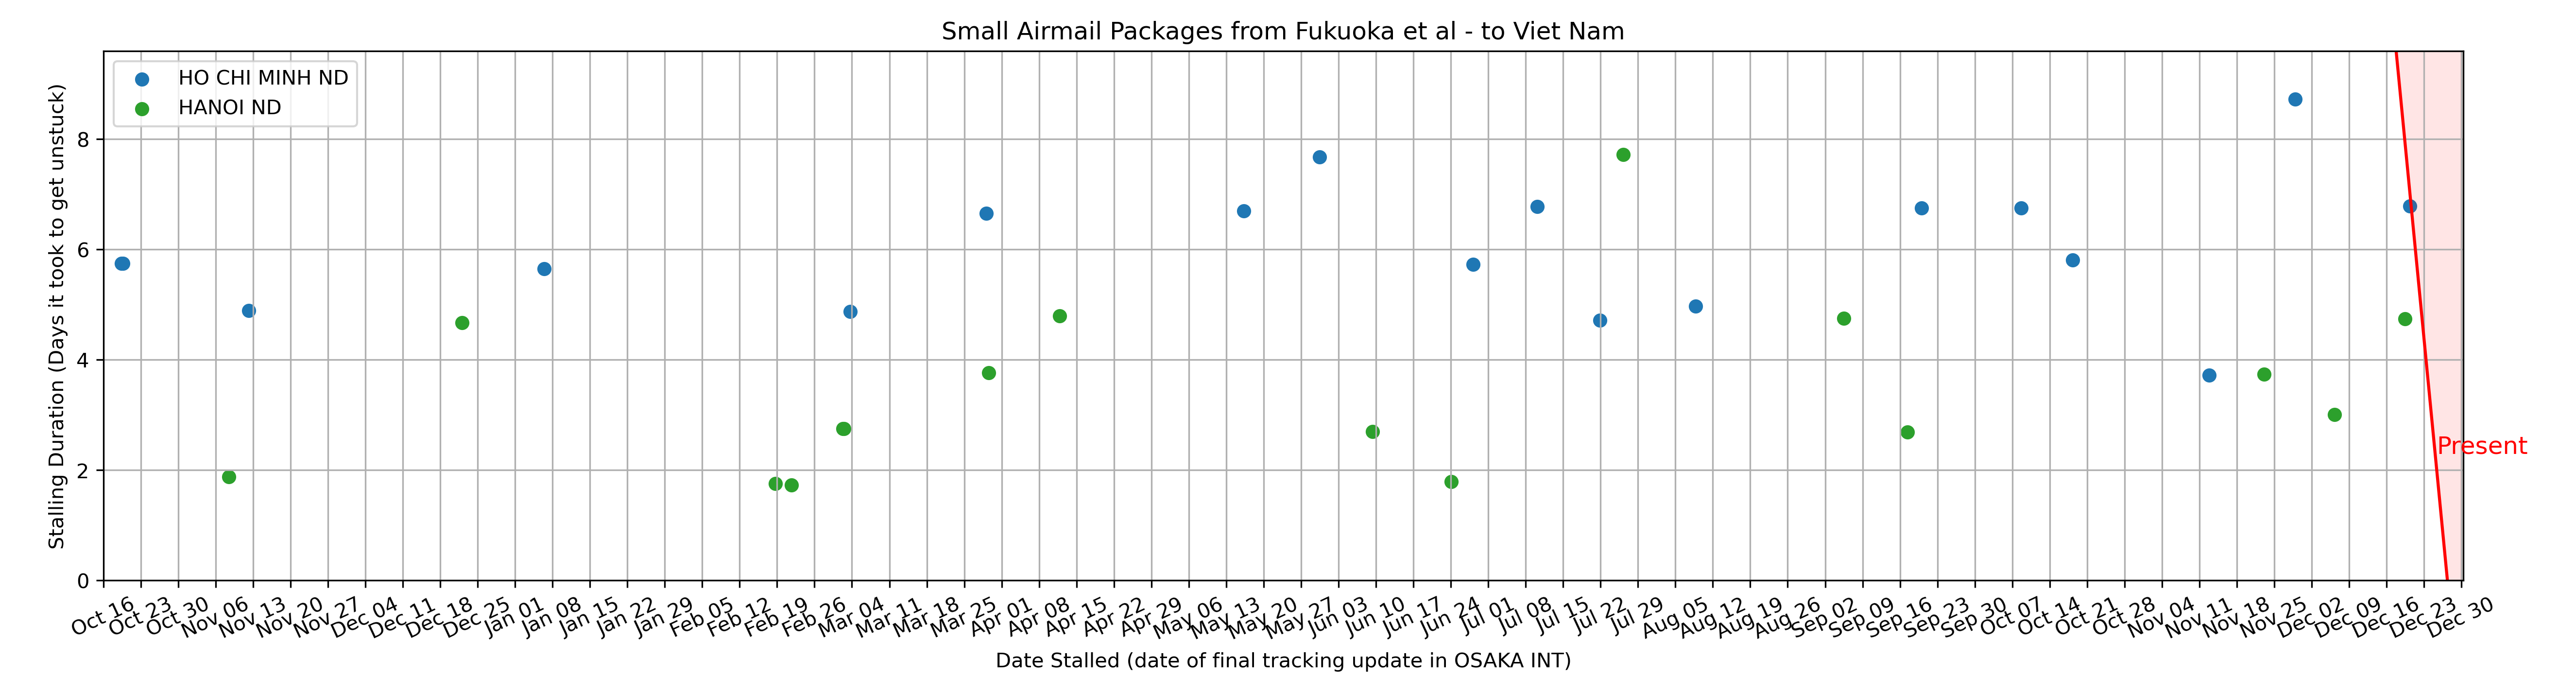 Small Airmail Packages from Fukuoka et al - to Viet Nam
HO CHI MINH ND
HANOI ND
Stalling Duration (Days it took to get unstuck)
8
6
4
2
0
Present
Oct 16
Oct 23
Oct 30
Nov 06
Nov 13
Nov 20
Nov 27
Dec 04
Dec 11
Dec 18
Dec 25
Jan 01
Jan 08
Jan 15
Jan 22
Jan 29
Feb 05
Feb 12
Feb 19
Feb 26
Mar 04
Mar 11
Mar 18
Mar 25
Apr 01
Apr 08
Apr 15
Apr 22
Apr 29
May 06
May 13
May 20
May 27
Jun 03
Jun 10
Jun 17
Jun 24
Jul 01
Jul 08
Jul 15
Jul 22
Jul 29
Aug 05
Aug 12
Aug 19
Aug 26
Sep 02
Sep 09
Sep 16
Sep 23
Sep 30
Oct 07
Oct 14
Oct 21
Oct 28
Nov 04
Nov 11
Nov 18
Nov 25
Dec 02
Dec 09
Dec 16
Dec 23
Dec 30
Date Stalled (date of final tracking update in OSAKA INT)